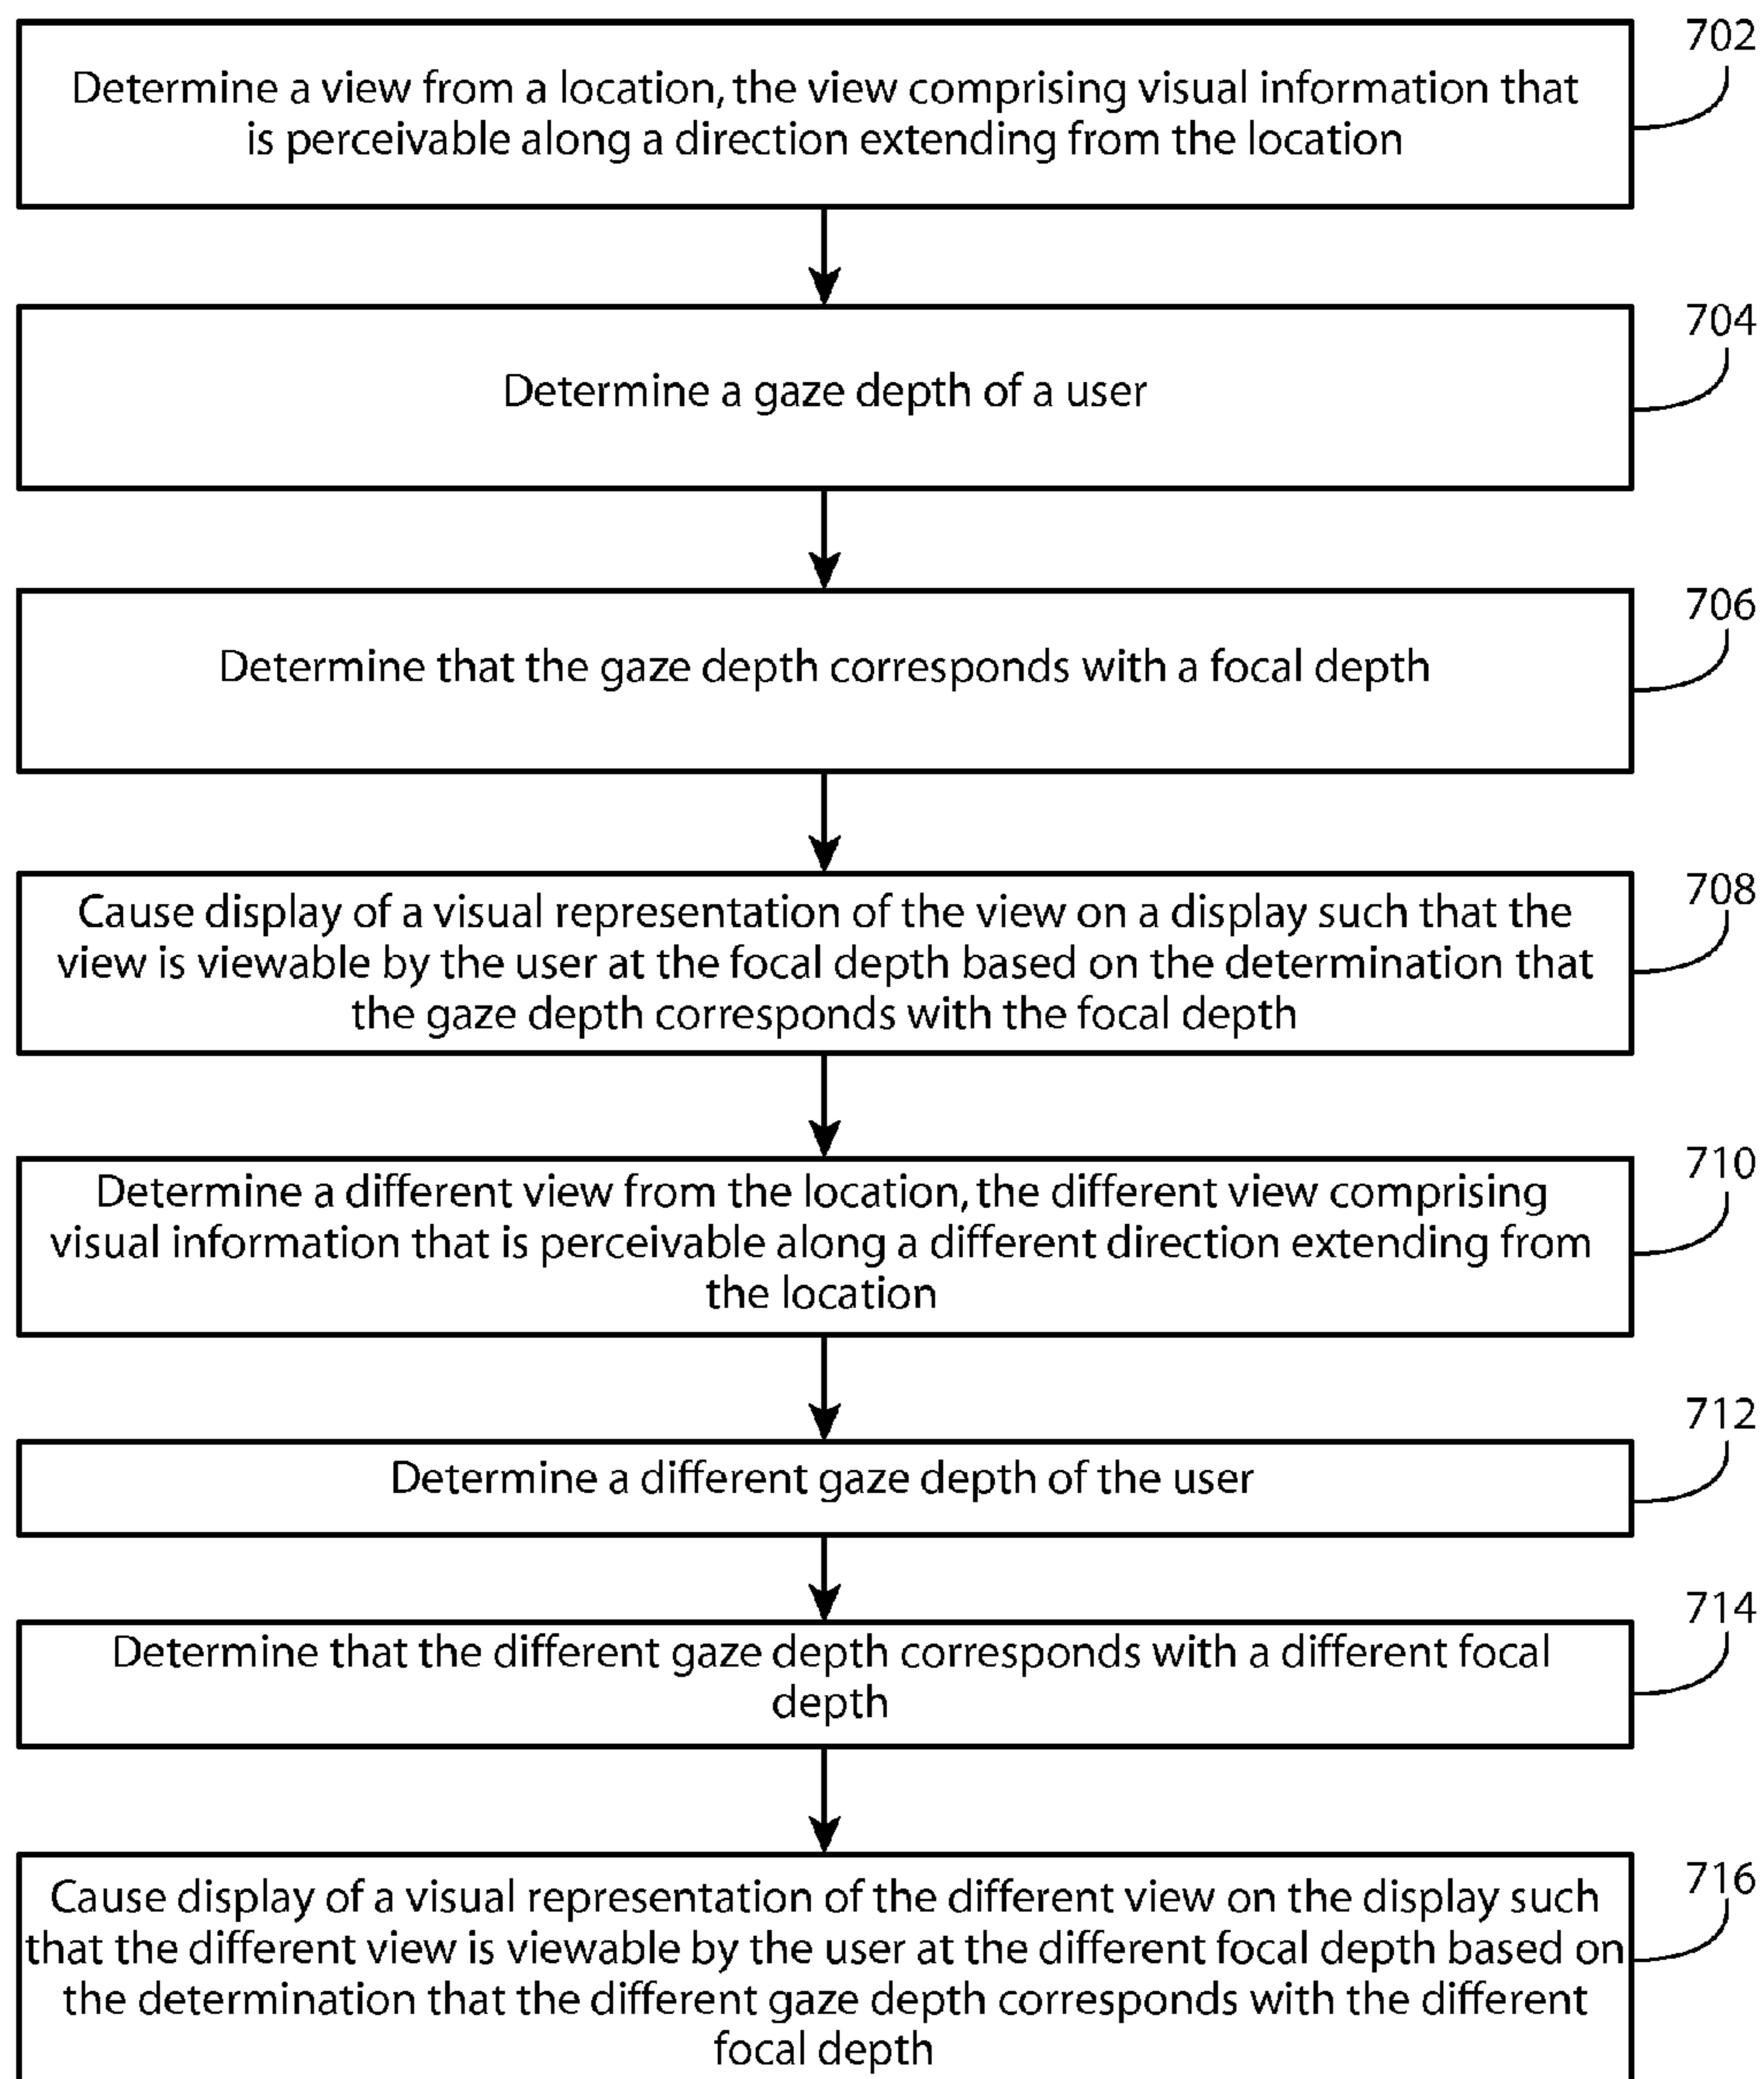 702
Determine a view from a location, the view comprising visual information that
is perceivable along a direction extending from the location
704
Determine a gaze depth of a user
706
Determine that the gaze depth corresponds with a focal depth
708
Cause display of a visual representation of the view on a display such that the
view is viewable by the user at the focal depth based on the determination that
the gaze depth corresponds with the focal depth
710
Determine a different view from the location, the different view comprising
visual information that is perceivable along a different direction extending from
the location
712
Determine a different gaze depth of the user
714
Determine that the different gaze depth corresponds with a different focal
depth
716
Cause display of a visual representation of the different view on the display such
that the different view is viewable by the user at the different focal depth based on
the determination that the different gaze depth corresponds with the different
focal depth